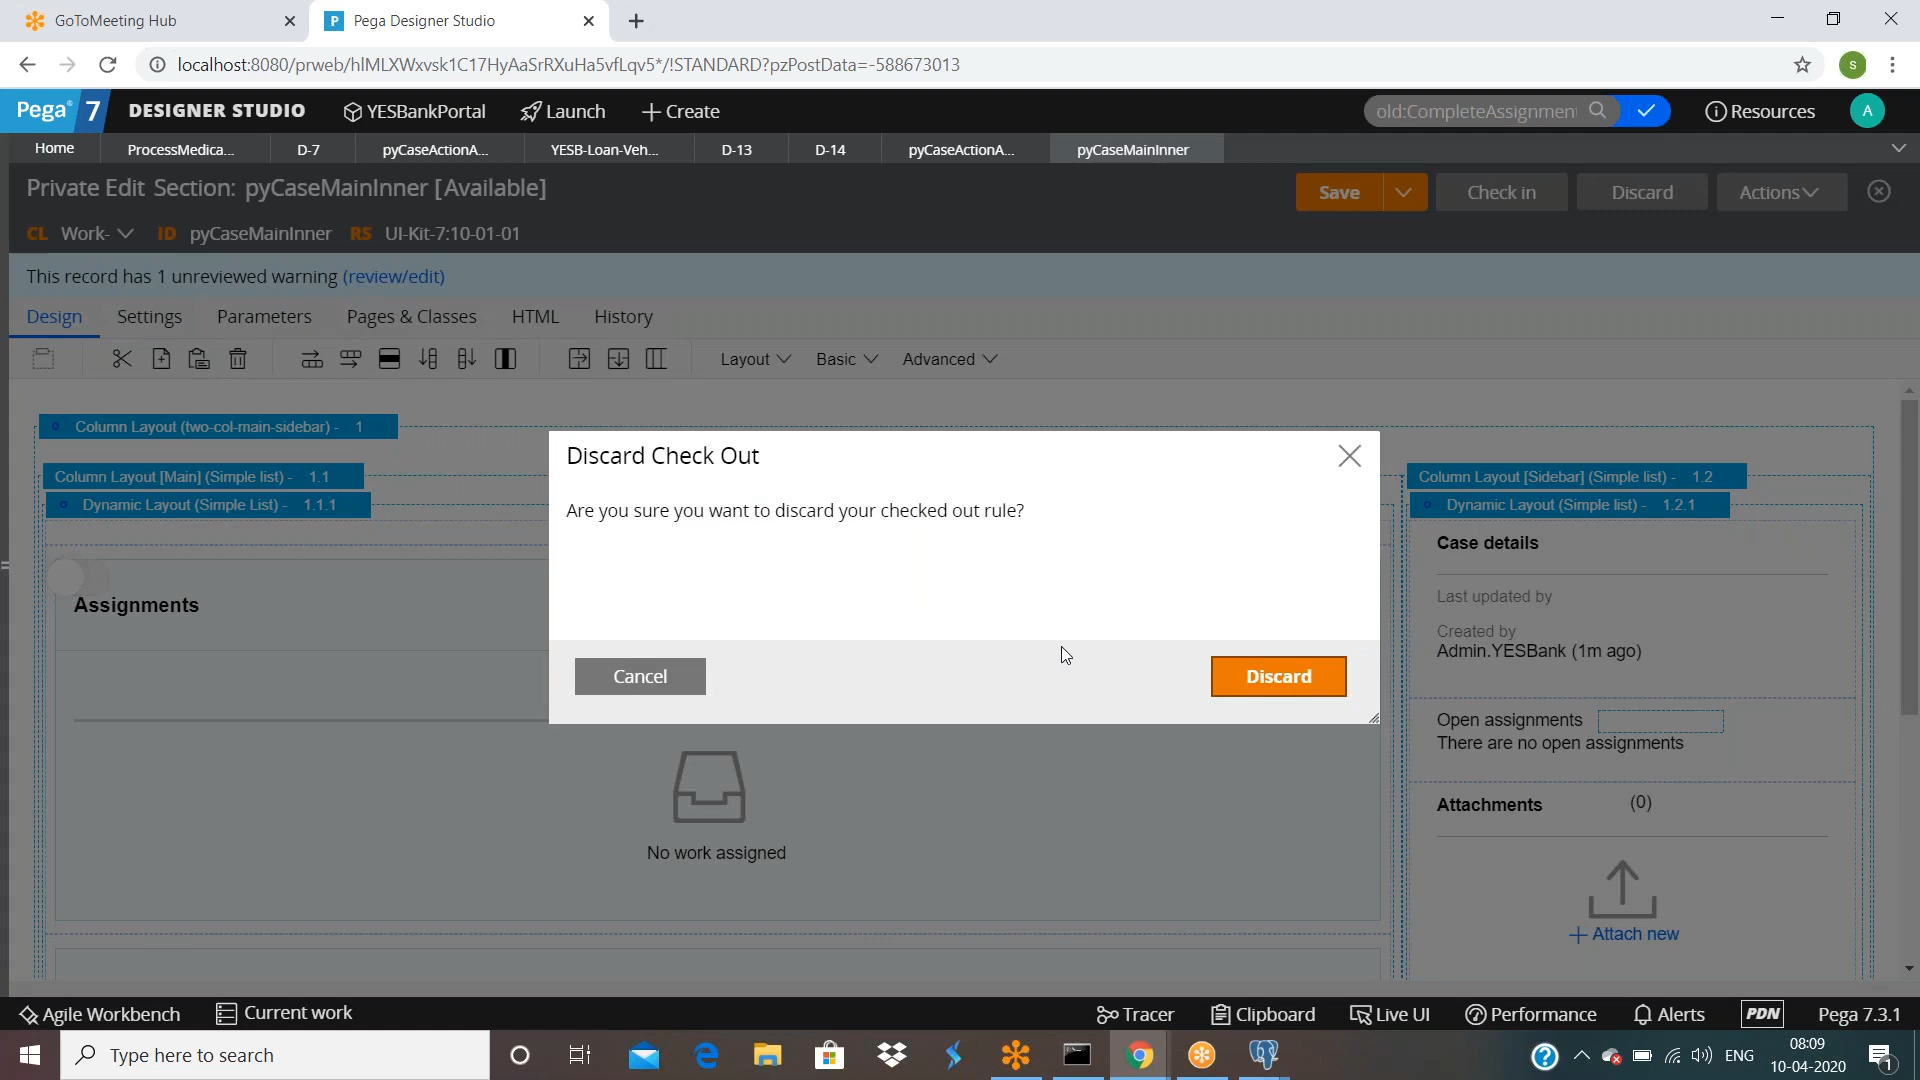 GoToMeeting Hub
P Pega Designer Studio
localhost:8080/prweb/hIMLXWxvsk1C17HyAaSrRXuHa5vfLqv5*/!STANDARD?pzPostData=-588673013
s
Pega 7 DESIGNER STUDIO YESBankPortal Launch Create old:CompleteAssignment Resources A
Home ProcessMedica... D-7 pyCaseActionA... YESB-Loan-Veh... D-13 D-14 pyCaseActionA... pyCaseMainInner
Private Edit Section: pyCaseMainInner [Available]
Save Check in Discard Actions
CL Work- ID pyCaseMainInner RS UI-Kit-7:10-01-01
This record has 1 unreviewed warning (review/edit)
Design Settings Parameters Pages & Classes HTML History
Layout Basic Advanced
Column Layout (two-col-main-sidebar) - 1
Column Layout [Main] (Simple list) - 1.1
Dynamic Layout (Simple List) - 1.1.1
Assignments
No work assigned
Discard Check Out
Are you sure you want to discard your checked out rule?
Cancel Discard
Column Layout [Sidebar] (Simple list) - 1.2
Dynamic Layout (Simple list) - 1.2.1
Case details
Last updated by
Created by
Admin.YESBank (1m ago)
Open assignments
There are no open assignments
Attachments (0)
Attach new
Agile Workbench Current work Tracer Clipboard Live UI Performance Alerts PDN Pega 7.3.1
Type here to search
ENG
08:09
10-04-2020
1